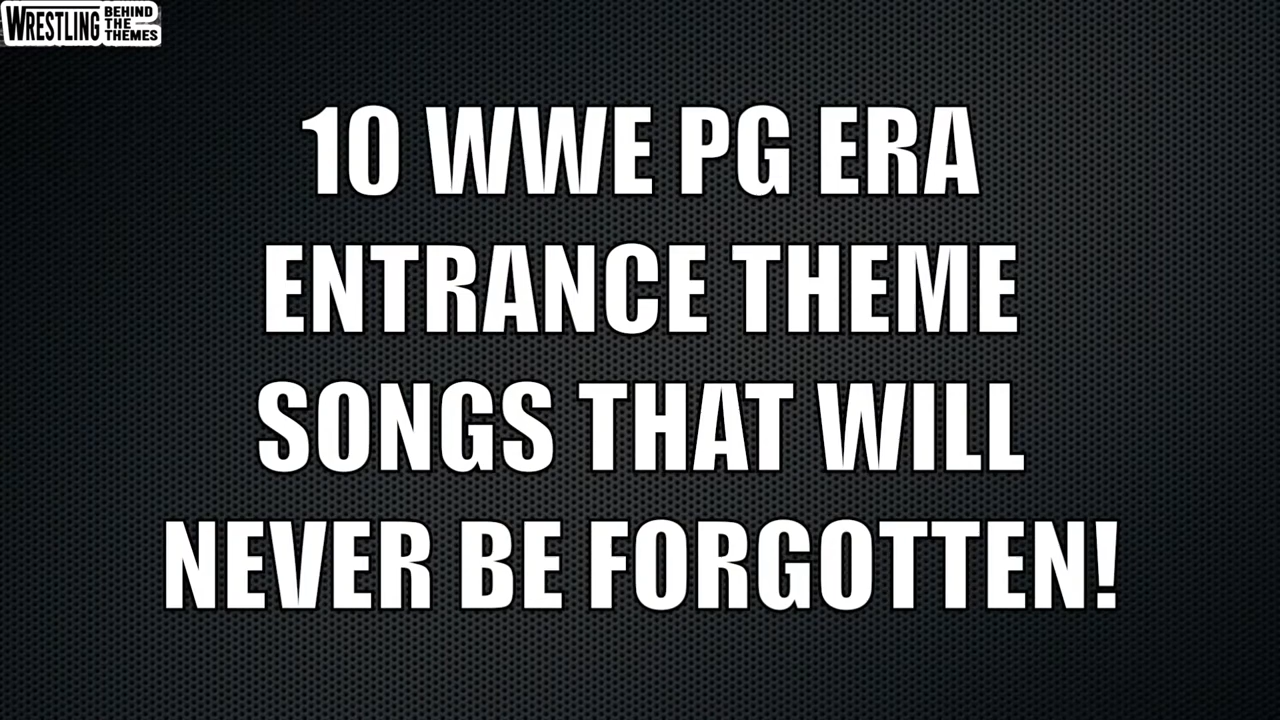 WRESTLING BEHIND THE THEMES
10 WWE PG ERA
ENTRANCE THEME
SONGS THAT WILL
NEVER BE FORGOTTEN!